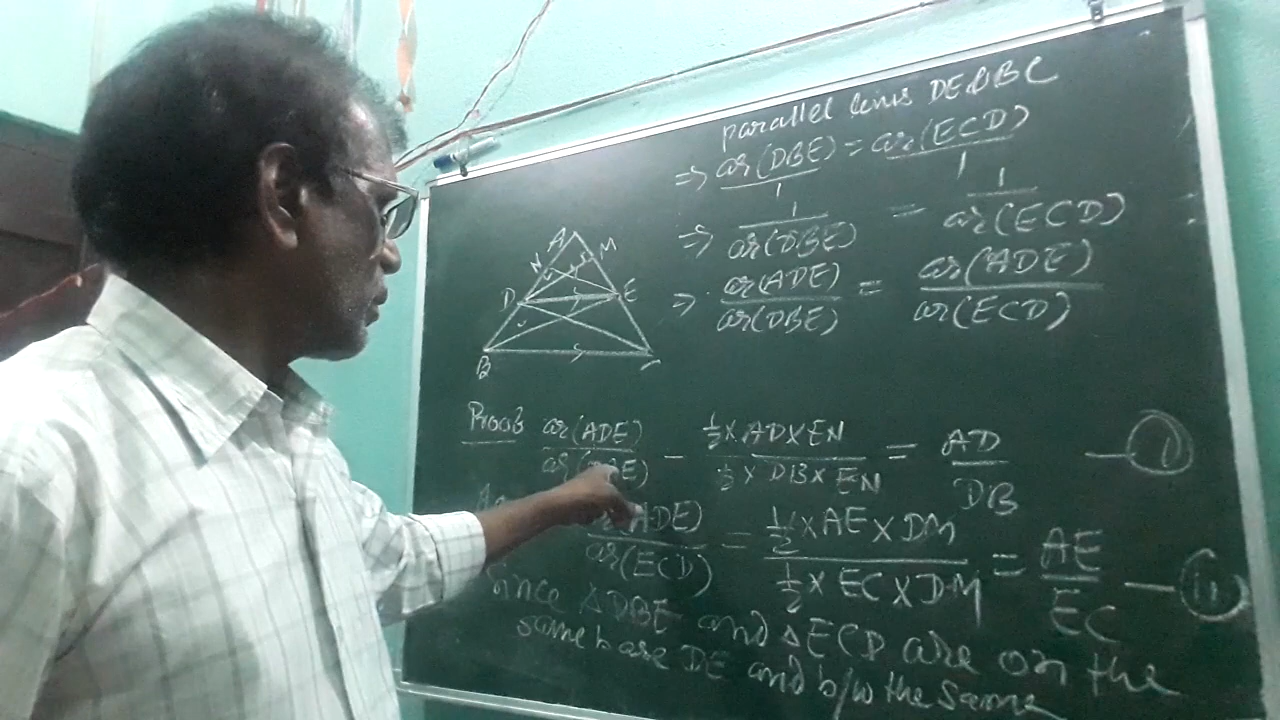 parallel lines DE & BC
=> ar(DBE)/1 = ar(ECD)/1
=> 1/ar(DBE) = 1/ar(ECD)
=> ar(ADE)/ar(DBE) = ar(ADE)/ar(ECD)
A
N M
D E
B
Proof ar(ADE)/ar( E) - ½×AD×EN/½×DB×EN = AD/DB — (i)
ADE)/ar(ECD) = ½×AE×DM/½×EC×DM = AE/EC — (ii)
Since △DBE and △ECD are on the
same base DE and b/w the same